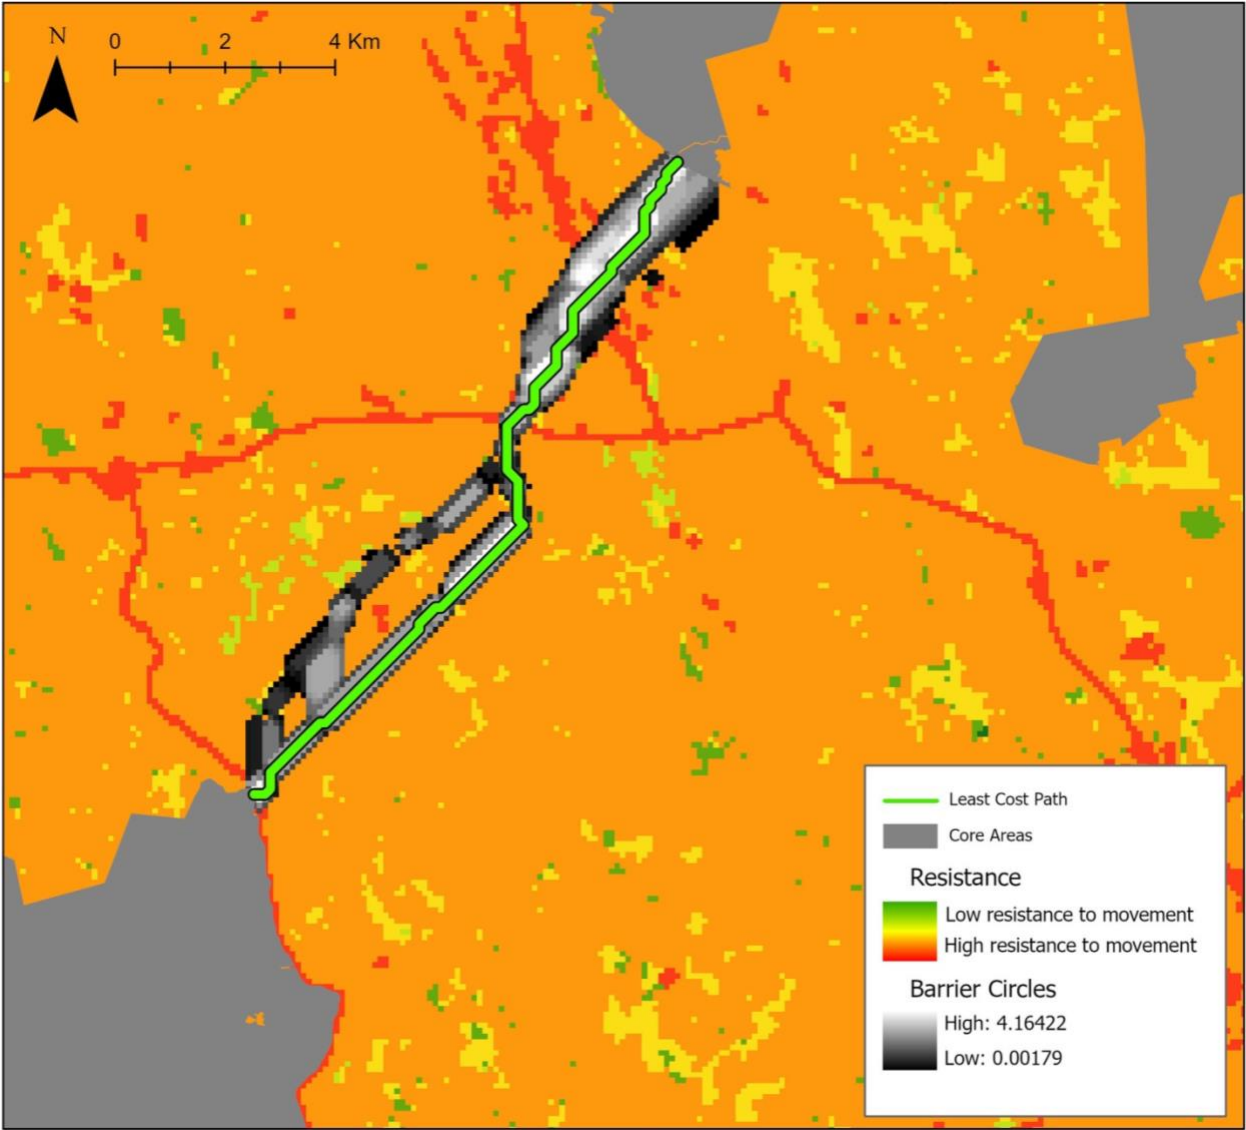 N
0 2 4 Km
Least Cost Path
Core Areas
Resistance
Low resistance to movement
High resistance to movement
Barrier Circles
High: 4.16422
Low: 0.00179